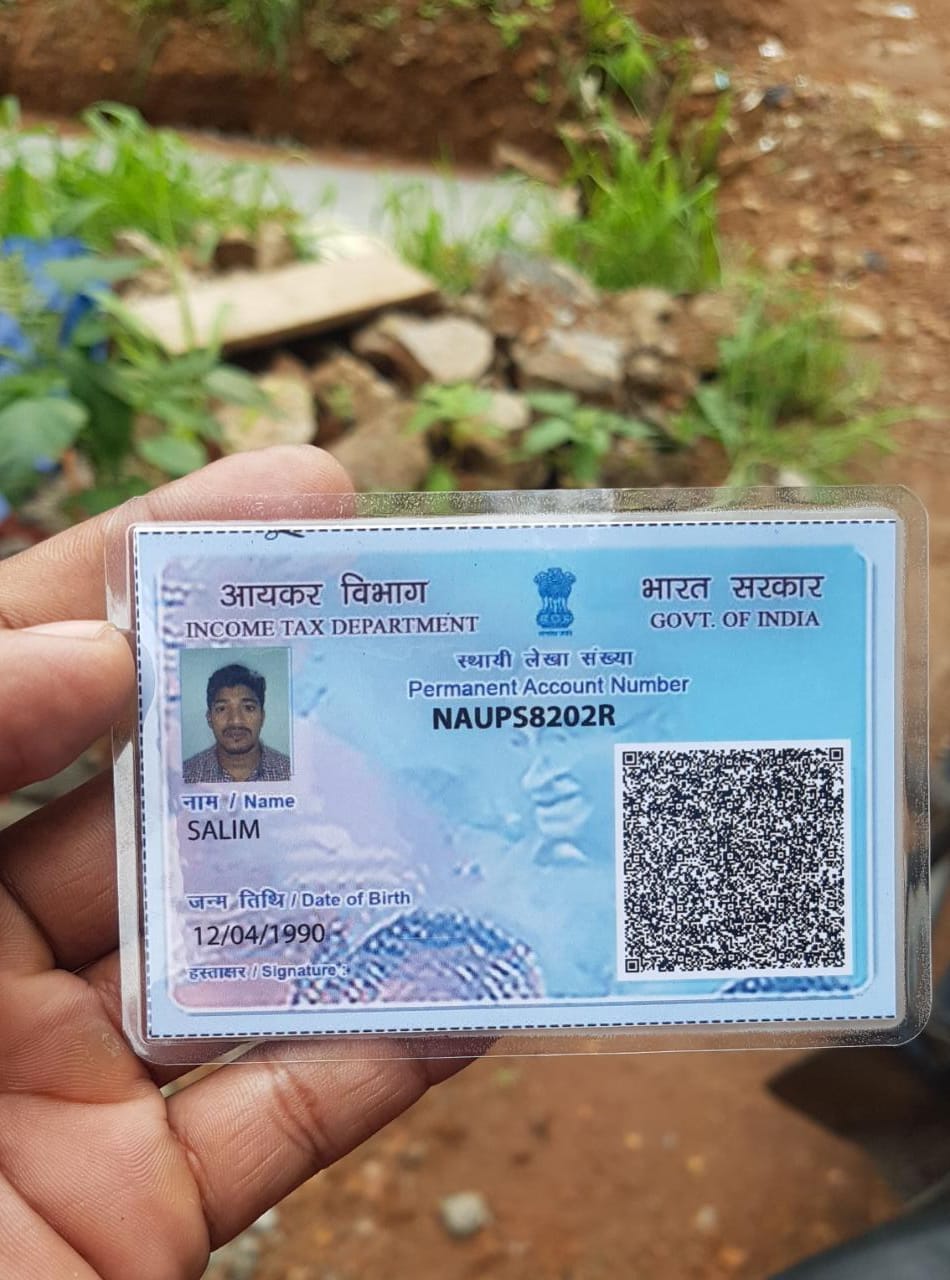 आयकर विभाग
INCOME TAX DEPARTMENT
भारत सरकार
GOVT. OF INDIA
स्थायी लेखा संख्या
Permanent Account Number
NAUPS8202R
नाम / Name
SALIM
जन्म तिथि / Date of Birth
12/04/1990
हस्ताक्षर / Signature :